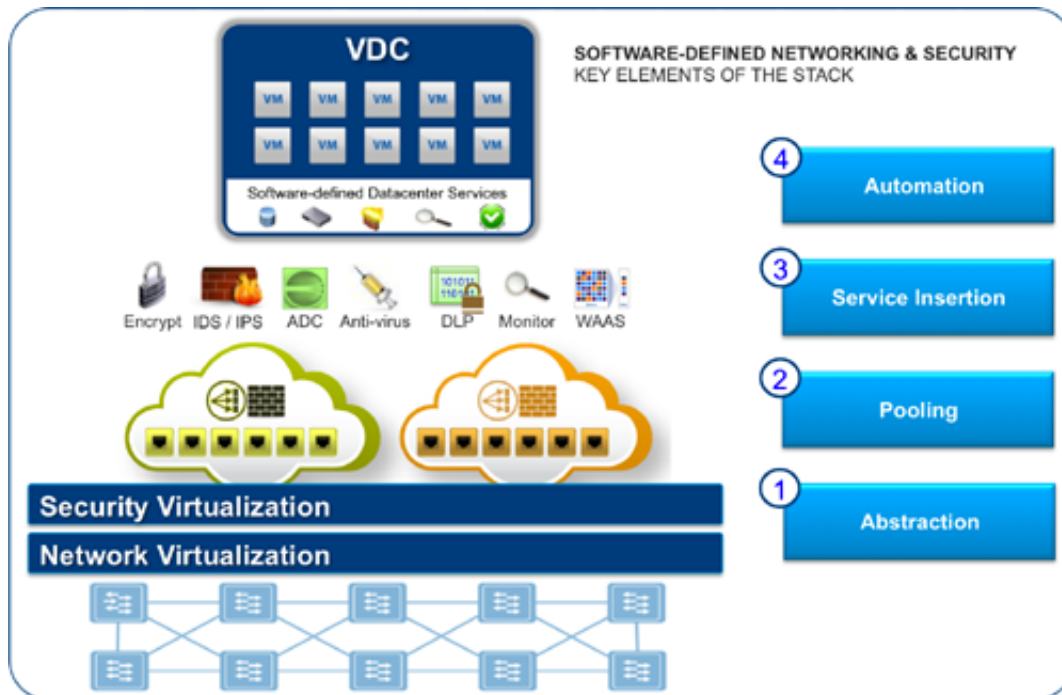 VDC
VM VM VM VM VM
VM VM VM VM VM
Software-defined Datacenter Services
SOFTWARE-DEFINED NETWORKING & SECURITY
KEY ELEMENTS OF THE STACK
4
Automation
Encrypt IDS / IPS ADC Anti-virus DLP Monitor WAAS
3
Service Insertion
2
Pooling
Security Virtualization
Network Virtualization
1
Abstraction